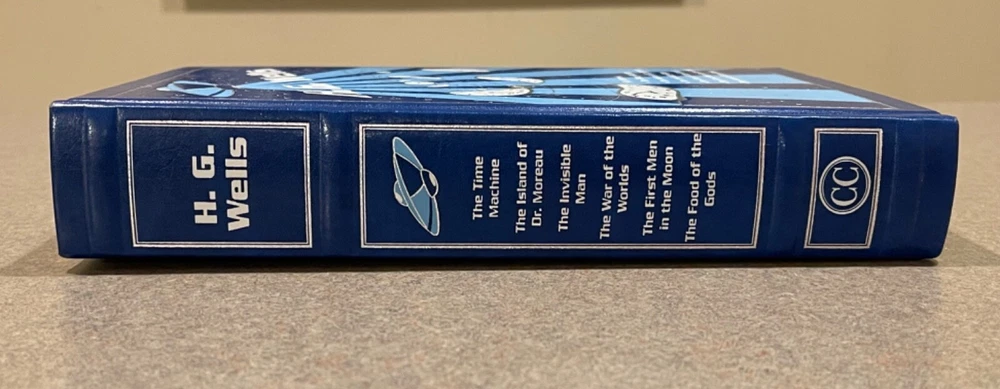 H. G.
Wells
The Time
Machine
The Island of
Dr. Moreau
The Invisible
Man
The War of the
Worlds
The First Men
in the Moon
The Food of the
Gods
CC